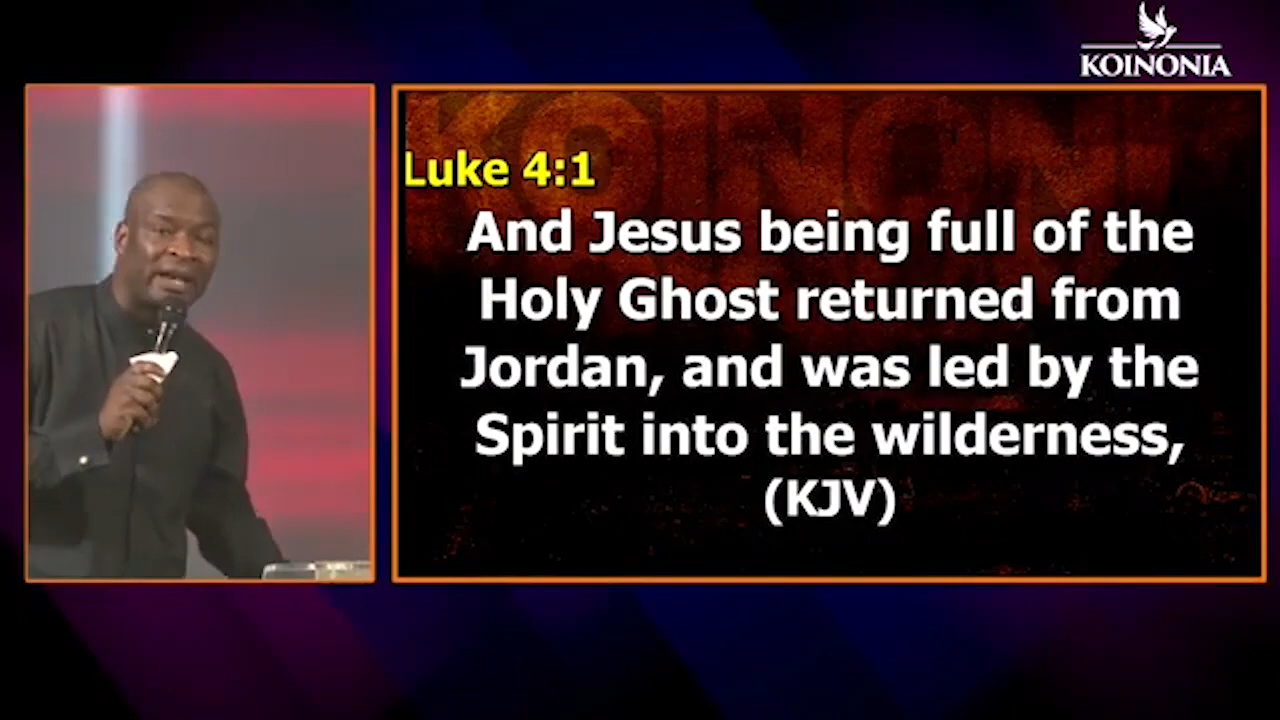 KOINONIA
Luke 4:1
And Jesus being full of the
Holy Ghost returned from
Jordan, and was led by the
Spirit into the wilderness,
(KJV)